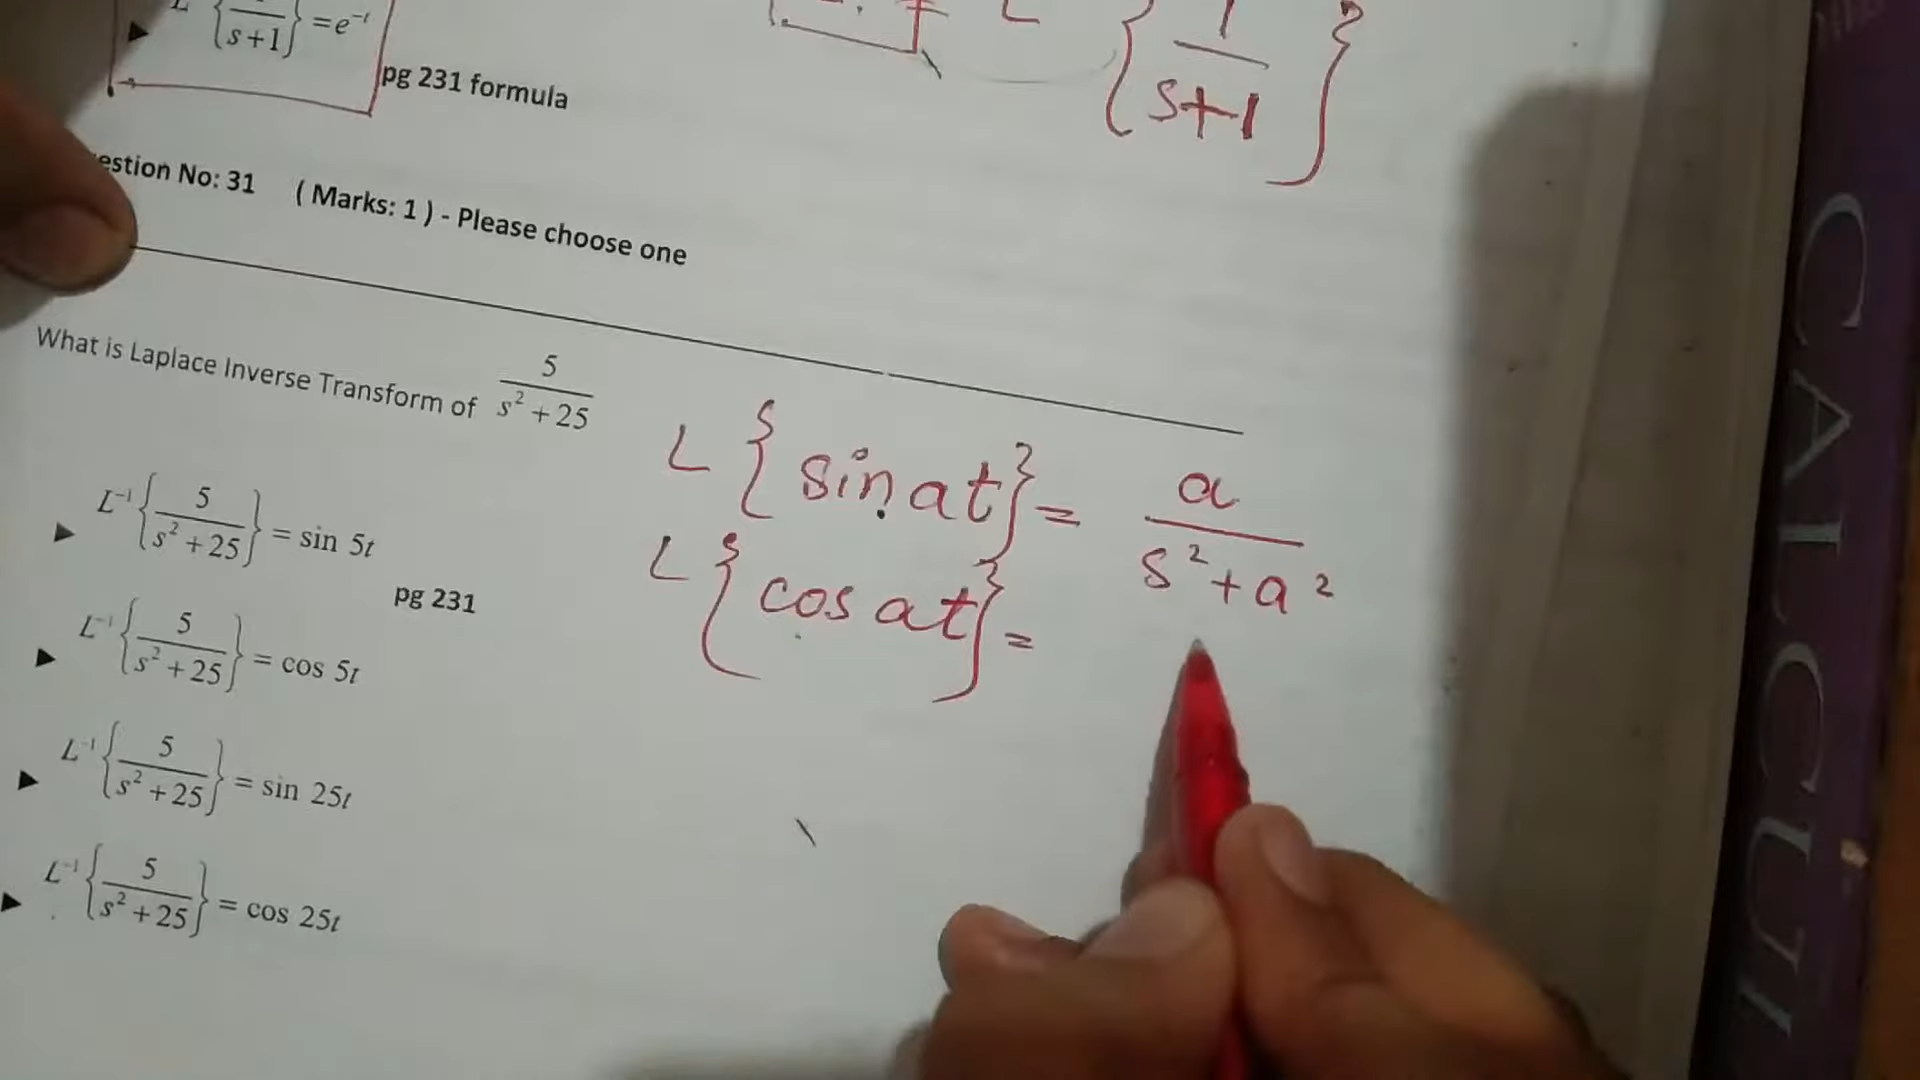 {1/(s+1)} = e^-t
pg 231 formula
{1/(s+1)}
estion No: 31 ( Marks: 1 ) - Please choose one
What is Laplace Inverse Transform of 5/(s² + 25)
L{sin at} = a/(s² + a²)
L⁻¹{5/(s² + 25)} = sin 5t
L{cos at} =
pg 231
L⁻¹{5/(s² + 25)} = cos 5t
L⁻¹{5/(s² + 25)} = sin 25t
L⁻¹{5/(s² + 25)} = cos 25t
CALCU